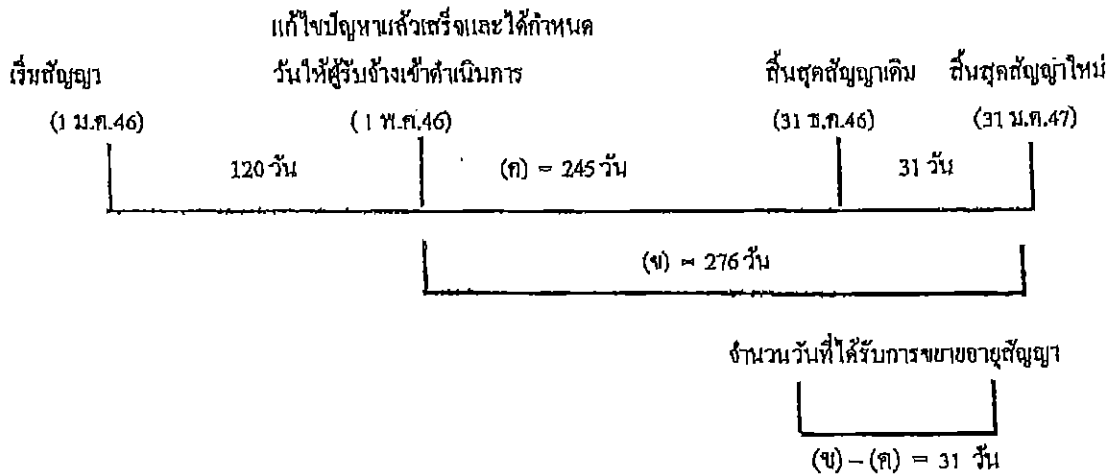 แก้ไขปัญหาแล้วเสร็จและได้กำหนด
เริ่มสัญญา วันให้ผู้รับจ้างเข้าดำเนินการ สิ้นสุดสัญญาเดิม สิ้นสุดสัญญาใหม่
(1 ม.ค.46) (1 พ.ค.46) (31 ธ.ค.46) (31 ม.ค.47)
120 วัน (ค) = 245 วัน 31 วัน
(ข) = 276 วัน
จำนวนวันที่ได้รับการขยายอายุสัญญา
(ข) – (ค) = 31 วัน